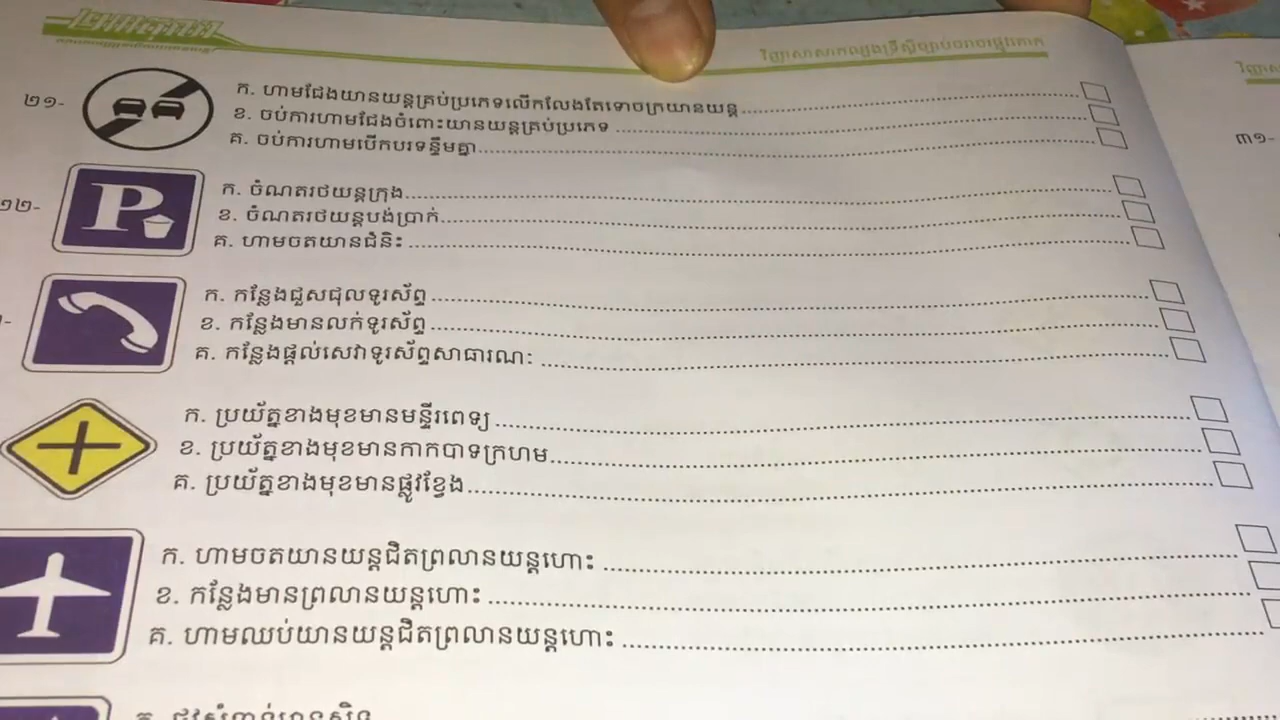 ២១-
ក. ហាមជែងយានយន្តគ្រប់ប្រភេទលើកលែងតែទោចក្រយានយន្ត
ខ. ចប់ការហាមជែងចំពោះយានយន្តគ្រប់ប្រភេទ
គ. ចប់ការហាមបើកបរទន្ទឹមគ្នា
P
ក. ចំណតរថយន្តក្រុង
ខ. ចំណតរថយន្តបង់ប្រាក់
គ. ហាមចតយានជំនិះ
ក. កន្លែងជួសជុលទូរស័ព្ទ
ខ. កន្លែងមានលក់ទូរស័ព្ទ
គ. កន្លែងផ្តល់សេវាទូរស័ព្ទសាធារណៈ
ក. ប្រយ័ត្នខាងមុខមានមន្ទីរពេទ្យ
ខ. ប្រយ័ត្នខាងមុខមានកាកបាទក្រហម
គ. ប្រយ័ត្នខាងមុខមានផ្លូវខ្វែង
ក. ហាមចតយានយន្តជិតព្រលានយន្តហោះ
ខ. កន្លែងមានព្រលានយន្តហោះ
គ. ហាមឈប់យានយន្តជិតព្រលានយន្តហោះ
៣១-